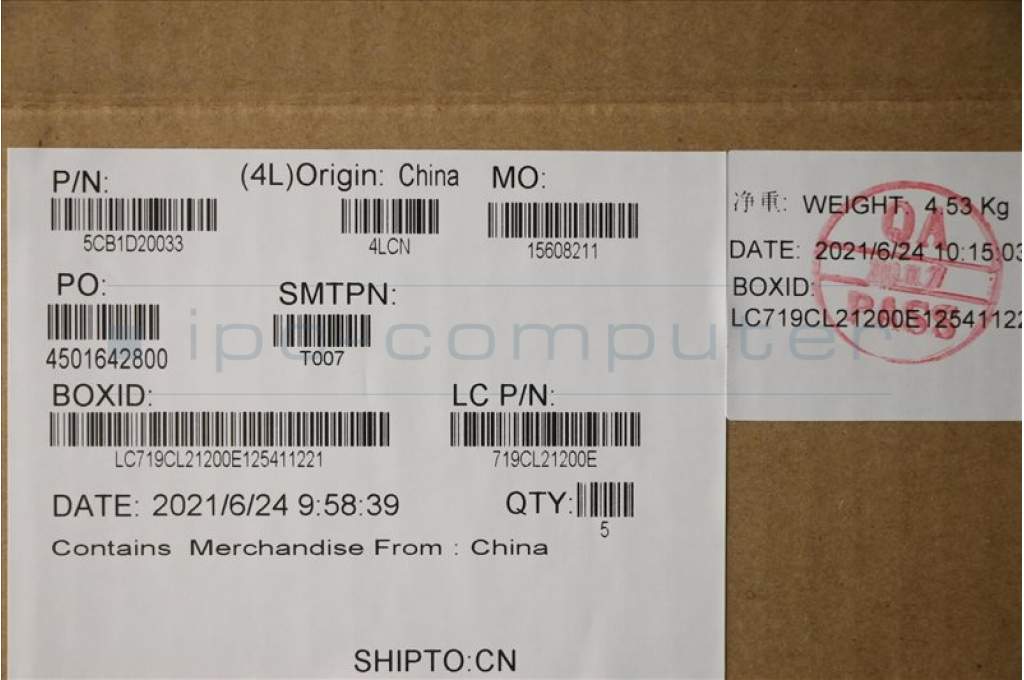 P/N:
5CB1D20033
(4L)Origin: China
4LCN
MO:
15608211
PO:
4501642800
SMTPN:
T007
BOXID:
LC719CL21200E125411221
LC P/N:
719CL21200E
DATE: 2021/6/24 9:58:39
QTY:
5
Contains Merchandise From : China
SHIPTO:CN
净重: WEIGHT: 4.53 Kg
DATE: 2021/6/24 10:15:03
BOXID:
LC719CL21200E12541122
QA
PASS
ipc computer